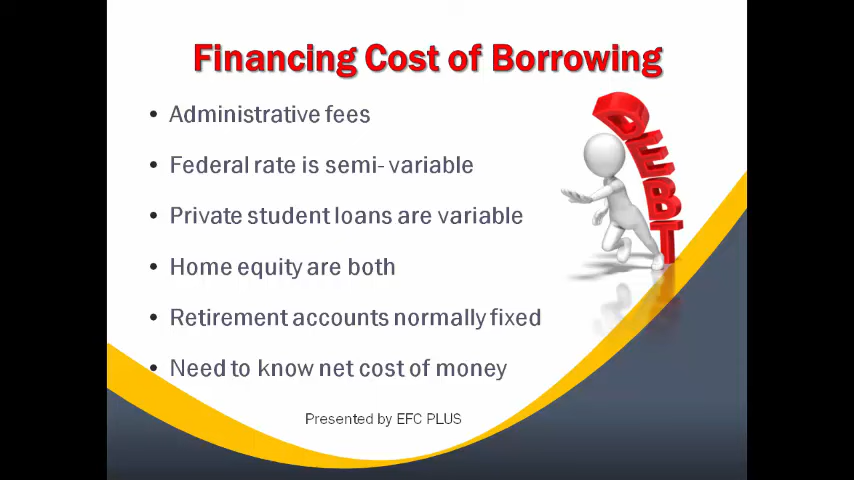 Financing Cost of Borrowing
• Administrative fees
• Federal rate is semi- variable
• Private student loans are variable
• Home equity are both
• Retirement accounts normally fixed
• Need to know net cost of money
Presented by EFC PLUS
DEBT